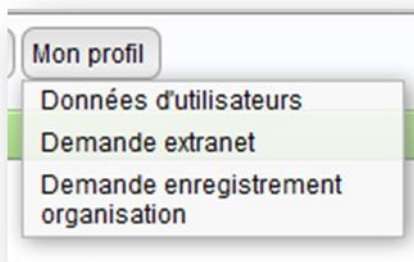 Mon profil
Données d'utilisateurs
Demande extranet
Demande enregistrement
organisation